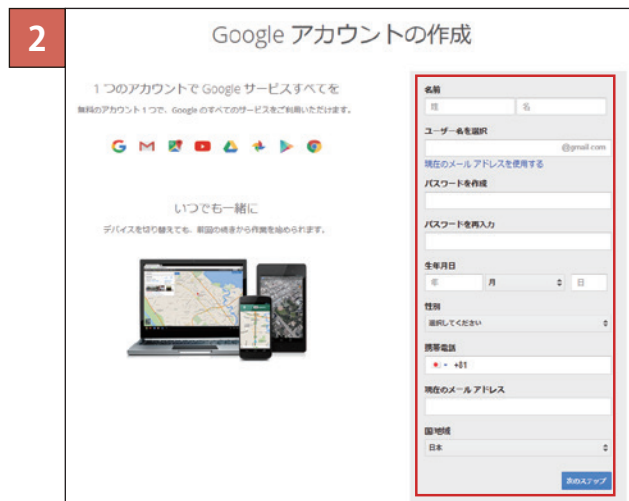 2
Google アカウントの作成
1 つのアカウントで Google サービスすべてを
無料のアカウント 1 つで、Google のすべてのサービスをご利用いただけます。
いつでも一緒に
デバイスを切り替えても、前回の続きから作業を始められます。
名前
姓 名
ユーザー名を選択
@gmail.com
現在のメール アドレスを使用する
パスワードを作成
パスワードを再入力
生年月日
年 月 日
性別
選択してください
携帯電話
+81
現在のメール アドレス
国/地域
日本
次のステップ